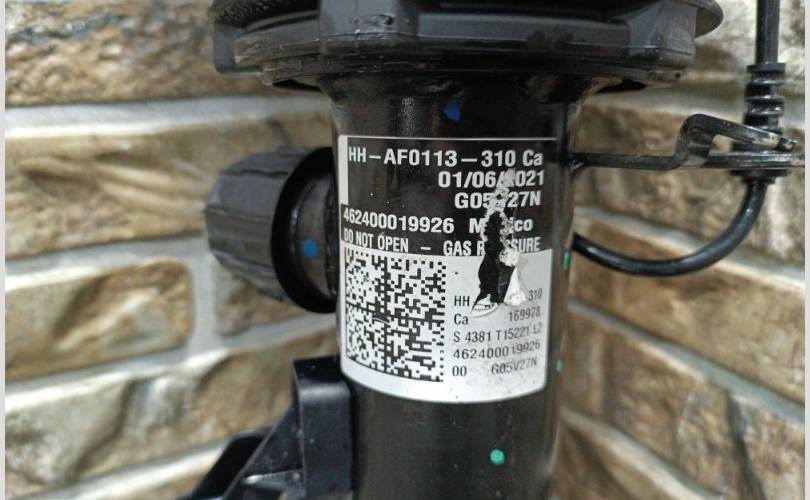 HH-AF0113-310 Ca
01/06/2021
27N
462400019926
DO NOT OPEN - GAS
HH 310
Ca 169978
S 4381 T15221 L2
462400019926
00 G05V27N